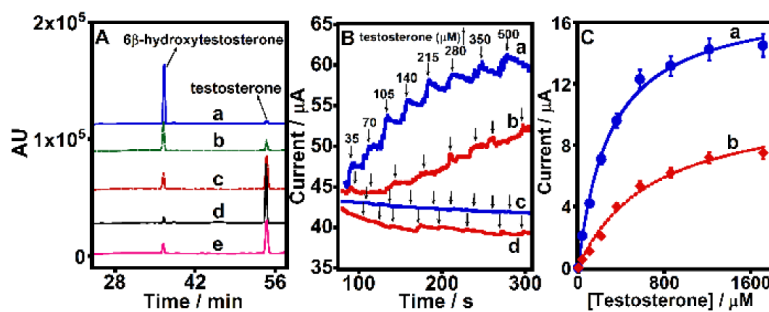 A
6β-hydroxytestosterone
testosterone
a
b
c
d
e
2x10⁵
1x10⁵
0
AU
28
42
56
Time / min
B
testosterone (μM)
35
70
105
140
215
280
350
500
a
b
c
d
65
60
55
50
45
40
35
Current / μA
100
200
300
Time / s
C
a
b
16
12
8
4
0
Current / μA
0
800
1600
[Testosterone] / μM